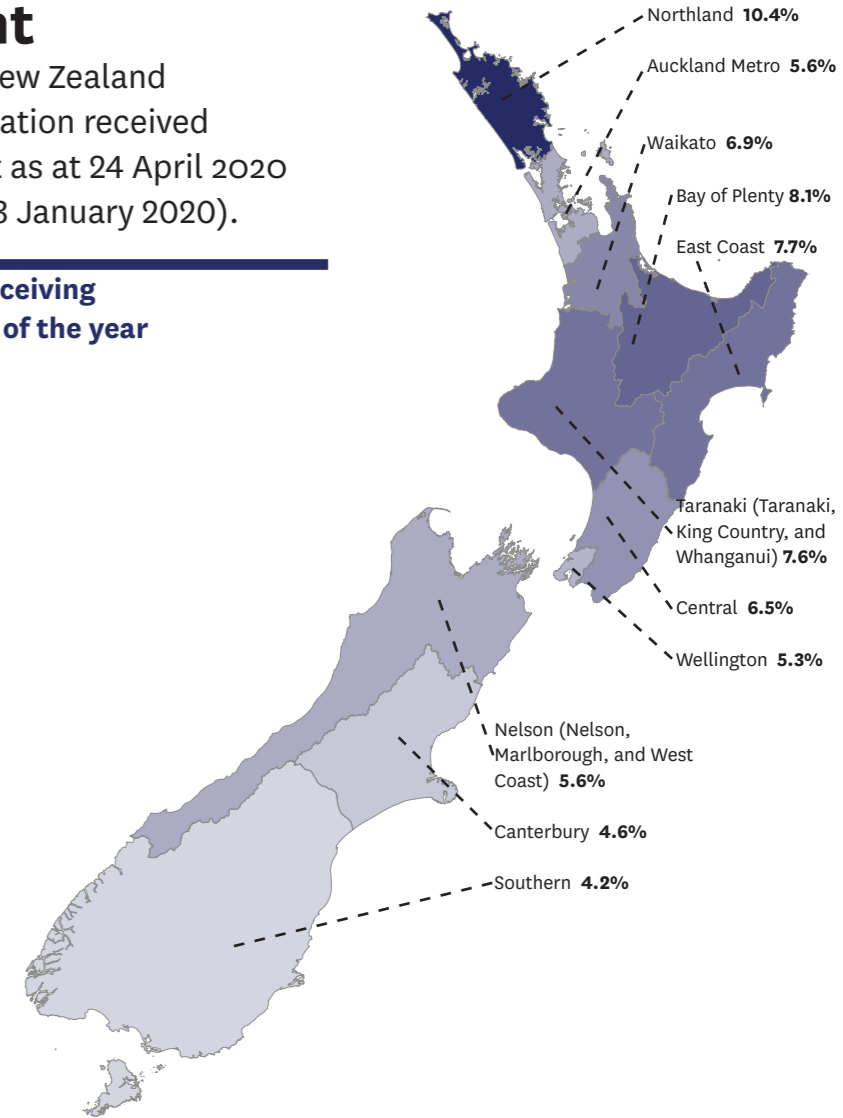 nt
ew Zealand
ation received
as at 24 April 2020
3 January 2020).
ceiving
of the year
Northland 10.4%
Auckland Metro 5.6%
Waikato 6.9%
Bay of Plenty 8.1%
East Coast 7.7%
Taranaki (Taranaki,
King Country, and
Whanganui) 7.6%
Central 6.5%
Wellington 5.3%
Nelson (Nelson,
Marlborough, and West
Coast) 5.6%
Canterbury 4.6%
Southern 4.2%